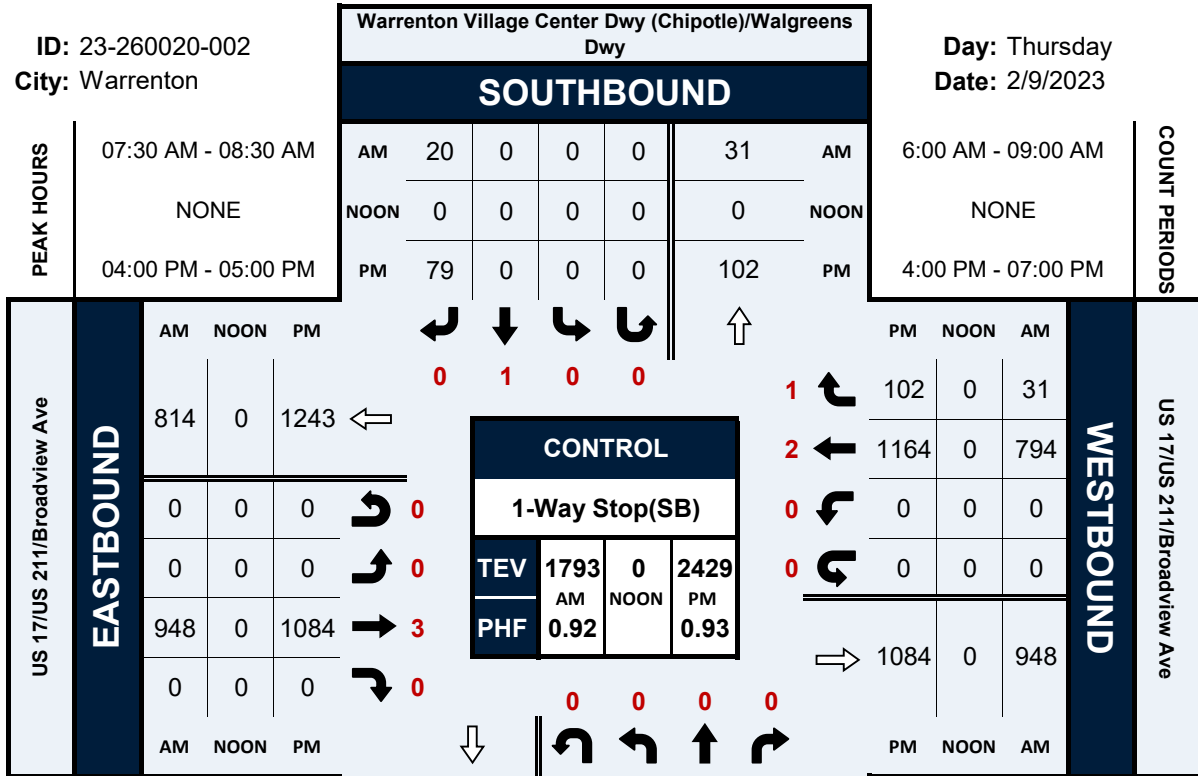 Warrenton Village Center Dwy (Chipotle)/Walgreens
Dwy
ID: 23-260020-002
City: Warrenton
Day: Thursday
Date: 2/9/2023
SOUTHBOUND
PEAK HOURS
07:30 AM - 08:30 AM
NONE
04:00 PM - 05:00 PM
AM 20 0 0 0 31 AM
NOON 0 0 0 0 0 NOON
PM 79 0 0 0 102 PM
6:00 AM - 09:00 AM
NONE
4:00 PM - 07:00 PM
COUNT PERIODS
0 1 0 0
US 17/US 211/Broadview Ave
EASTBOUND
AM NOON PM
814 0 1243
0 0 0 0
0 0 0 0
948 0 1084 3
0 0 0 0
AM NOON PM
CONTROL
1-Way Stop(SB)
TEV 1793 0 2429
AM NOON PM
PHF 0.92 0.93
PM NOON AM
1 102 0 31
2 1164 0 794
0 0 0 0
0 0 0 0
1084 0 948
PM NOON AM
WESTBOUND
US 17/US 211/Broadview Ave
0 0 0 0